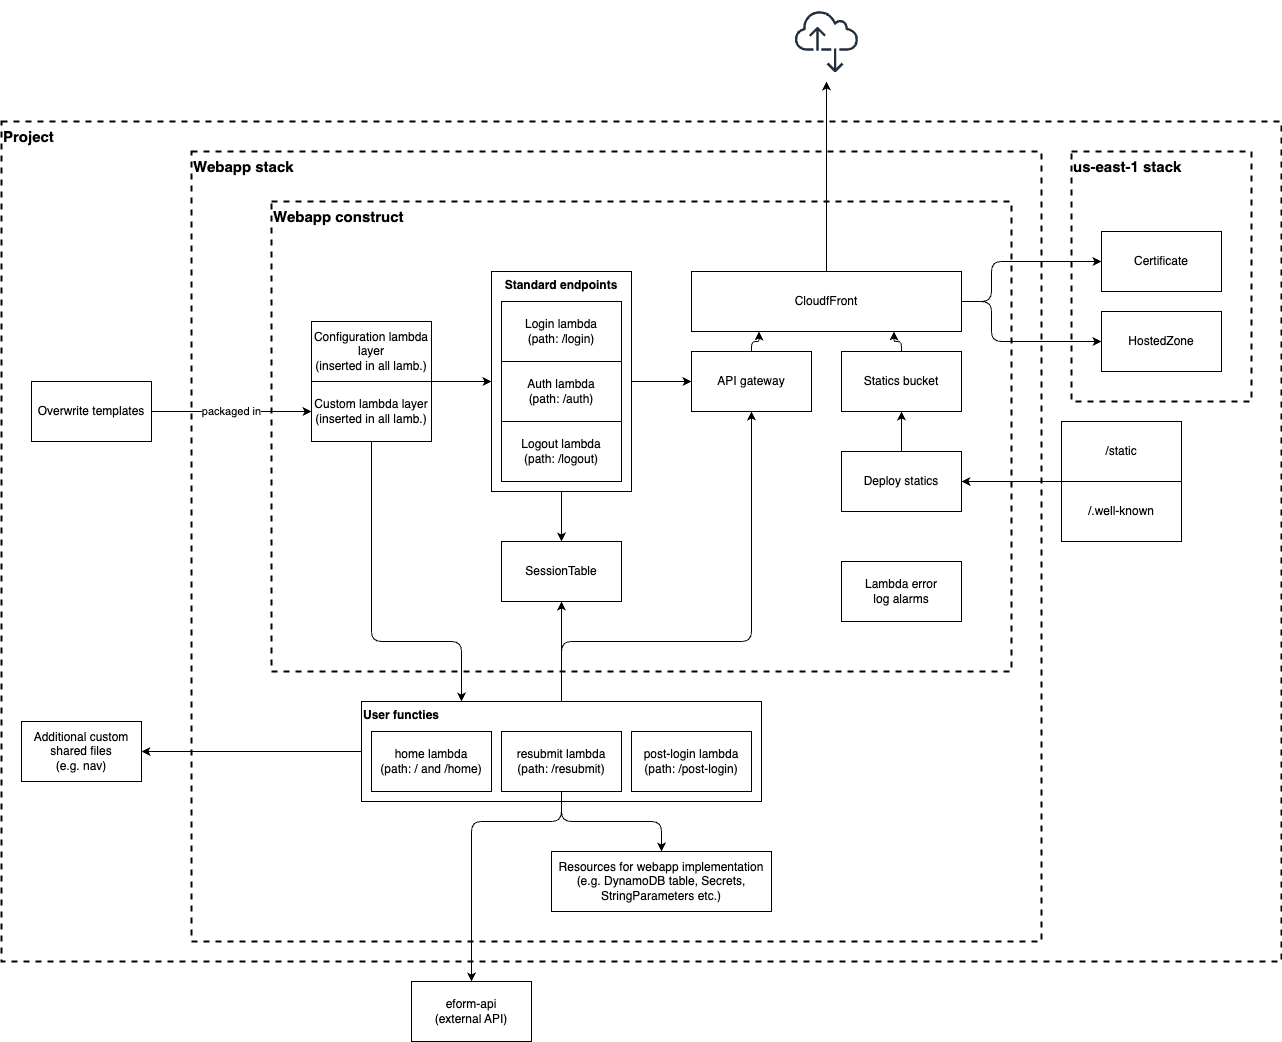 Project
Webapp stack
us-east-1 stack
Webapp construct
Certificate
Standard endpoints
CloudfFront
Login lambda
(path: /login)
Configuration lambda
layer
(inserted in all lamb.)
HostedZone
Auth lambda
(path: /auth)
API gateway
Statics bucket
Overwrite templates
packaged in
Custom lambda layer
(inserted in all lamb.)
Logout lambda
(path: /logout)
/static
Deploy statics
/.well-known
SessionTable
Lambda error
log alarms
User functies
Additional custom
shared files
(e.g. nav)
home lambda
(path: / and /home)
resubmit lambda
(path: /resubmit)
post-login lambda
(path: /post-login)
Resources for webapp implementation
(e.g. DynamoDB table, Secrets,
StringParameters etc.)
eform-api
(external API)